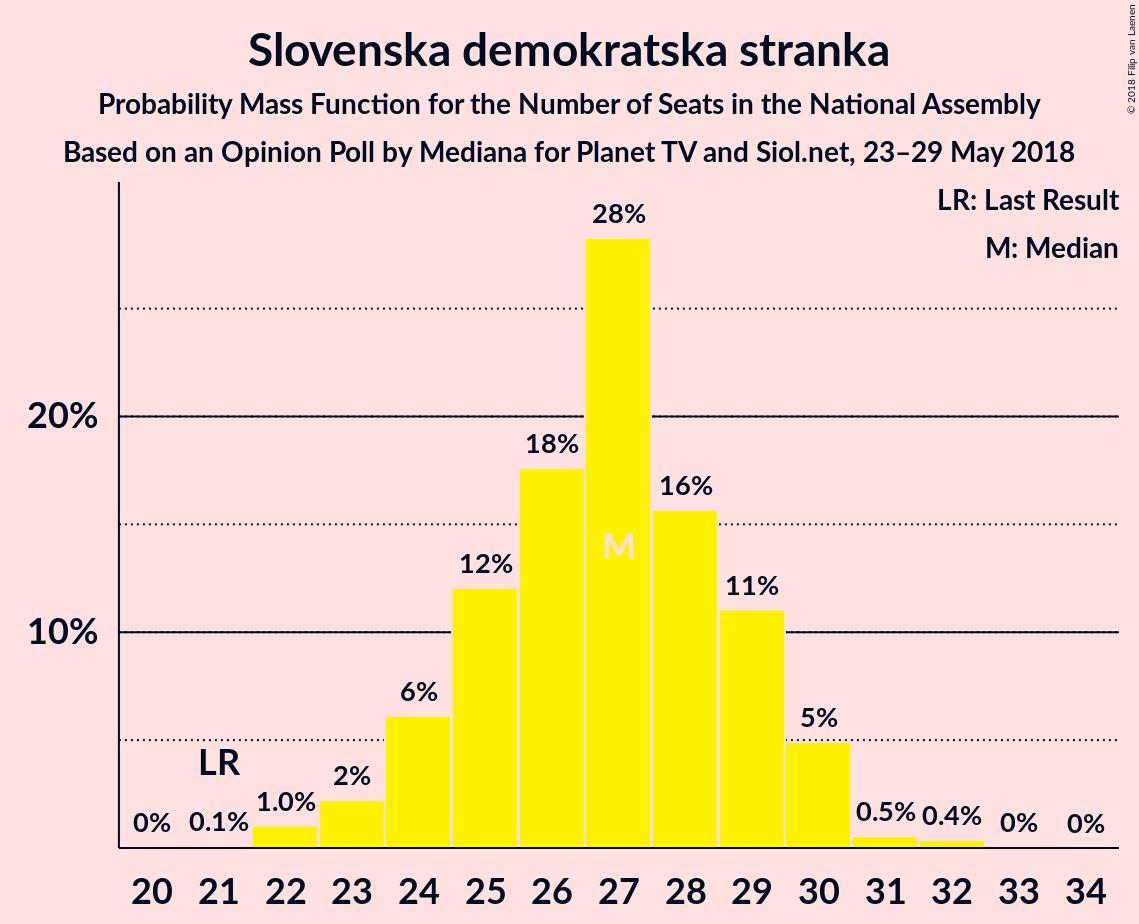 Slovenska demokratska stranka
Probability Mass Function for the Number of Seats in the National Assembly
Based on an Opinion Poll by Mediana for Planet TV and Siol.net, 23–29 May 2018
© 2018 Filip van Laenen
LR: Last Result
M: Median
28%
20%
18%
16%
M
12%
11%
10%
6%
5%
LR
2%
1.0%
0% 0.1% 0.5% 0.4% 0% 0%
20 21 22 23 24 25 26 27 28 29 30 31 32 33 34